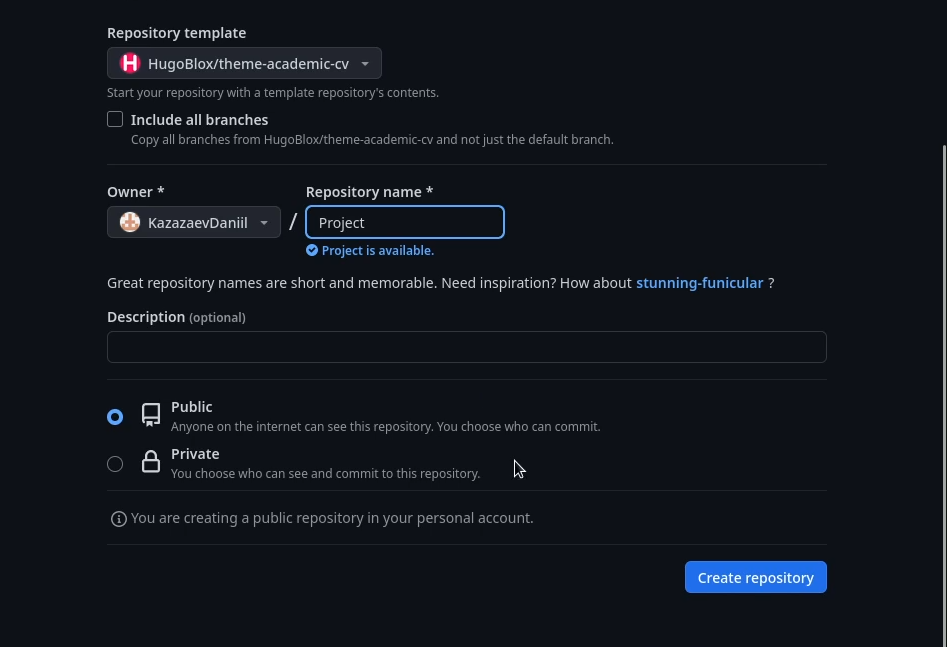 Repository template
HugoBlox/theme-academic-cv
Start your repository with a template repository's contents.
Include all branches
Copy all branches from HugoBlox/theme-academic-cv and not just the default branch.
Owner * Repository name *
KazazaevDaniil / Project
Project is available.
Great repository names are short and memorable. Need inspiration? How about stunning-funicular ?
Description (optional)
Public
Anyone on the internet can see this repository. You choose who can commit.
Private
You choose who can see and commit to this repository.
You are creating a public repository in your personal account.
Create repository